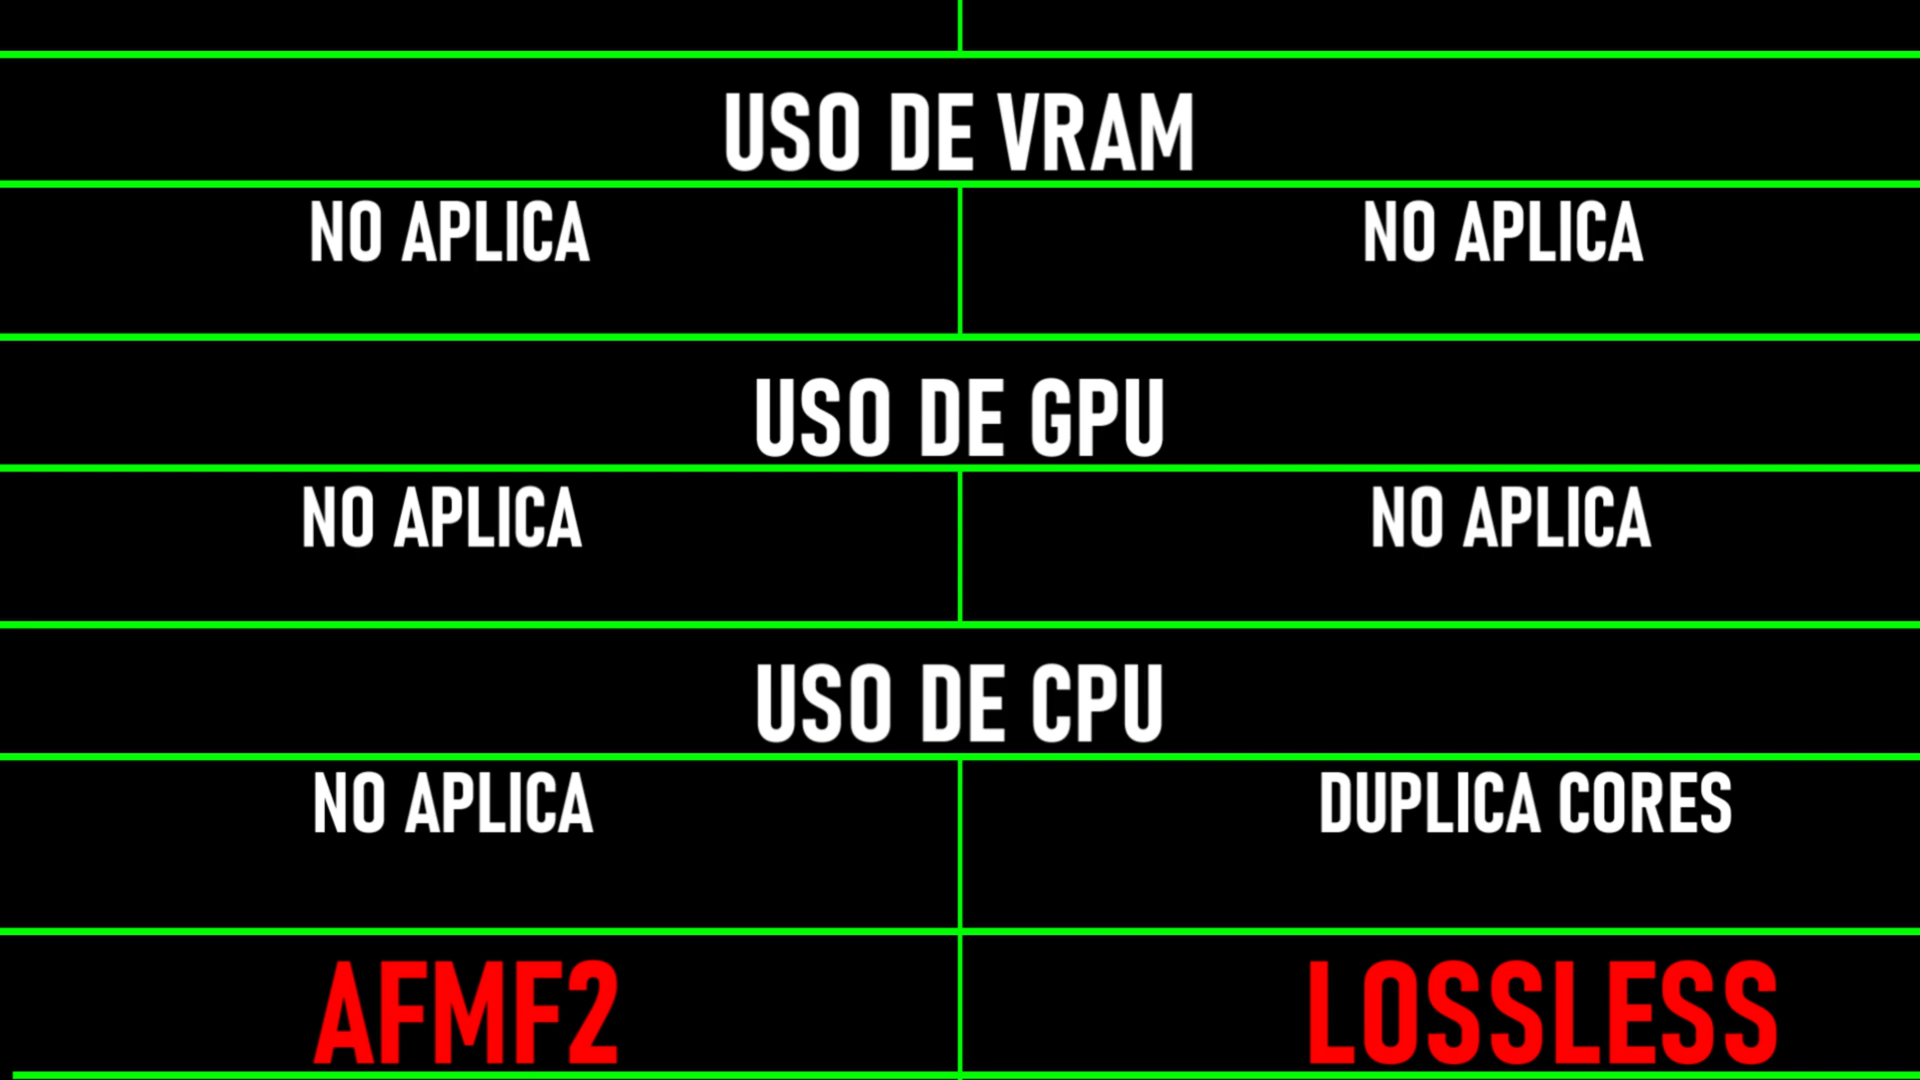 USO DE VRAM
NO APLICA
NO APLICA
USO DE GPU
NO APLICA
NO APLICA
USO DE CPU
NO APLICA
DUPLICA CORES
AFMF2
LOSSLESS